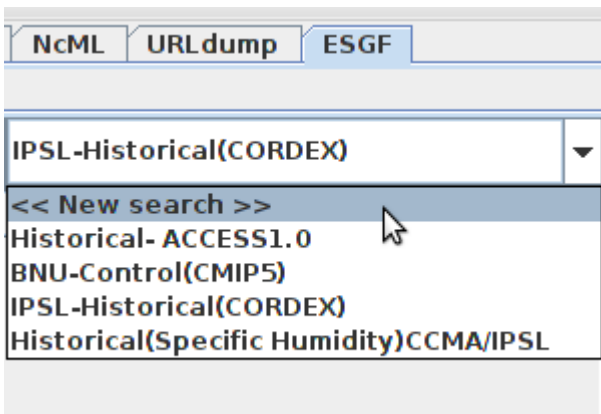 NcML URLdump ESGF
IPSL-Historical(CORDEX)
<< New search >>
Historical- ACCESS1.0
BNU-Control(CMIP5)
IPSL-Historical(CORDEX)
Historical(Specific Humidity)CCMA/IPSL